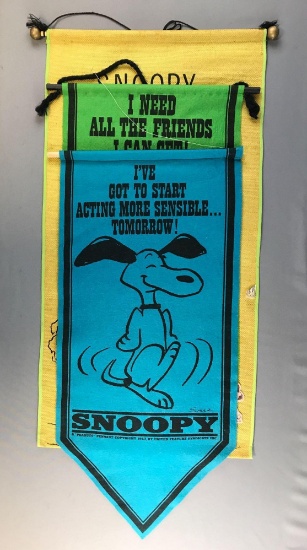 SNOOPY
I NEED
ALL THE FRIENDS
I CAN GET!
I'VE
GOT TO START
ACTING MORE SENSIBLE...
TOMORROW!
SNOOPY